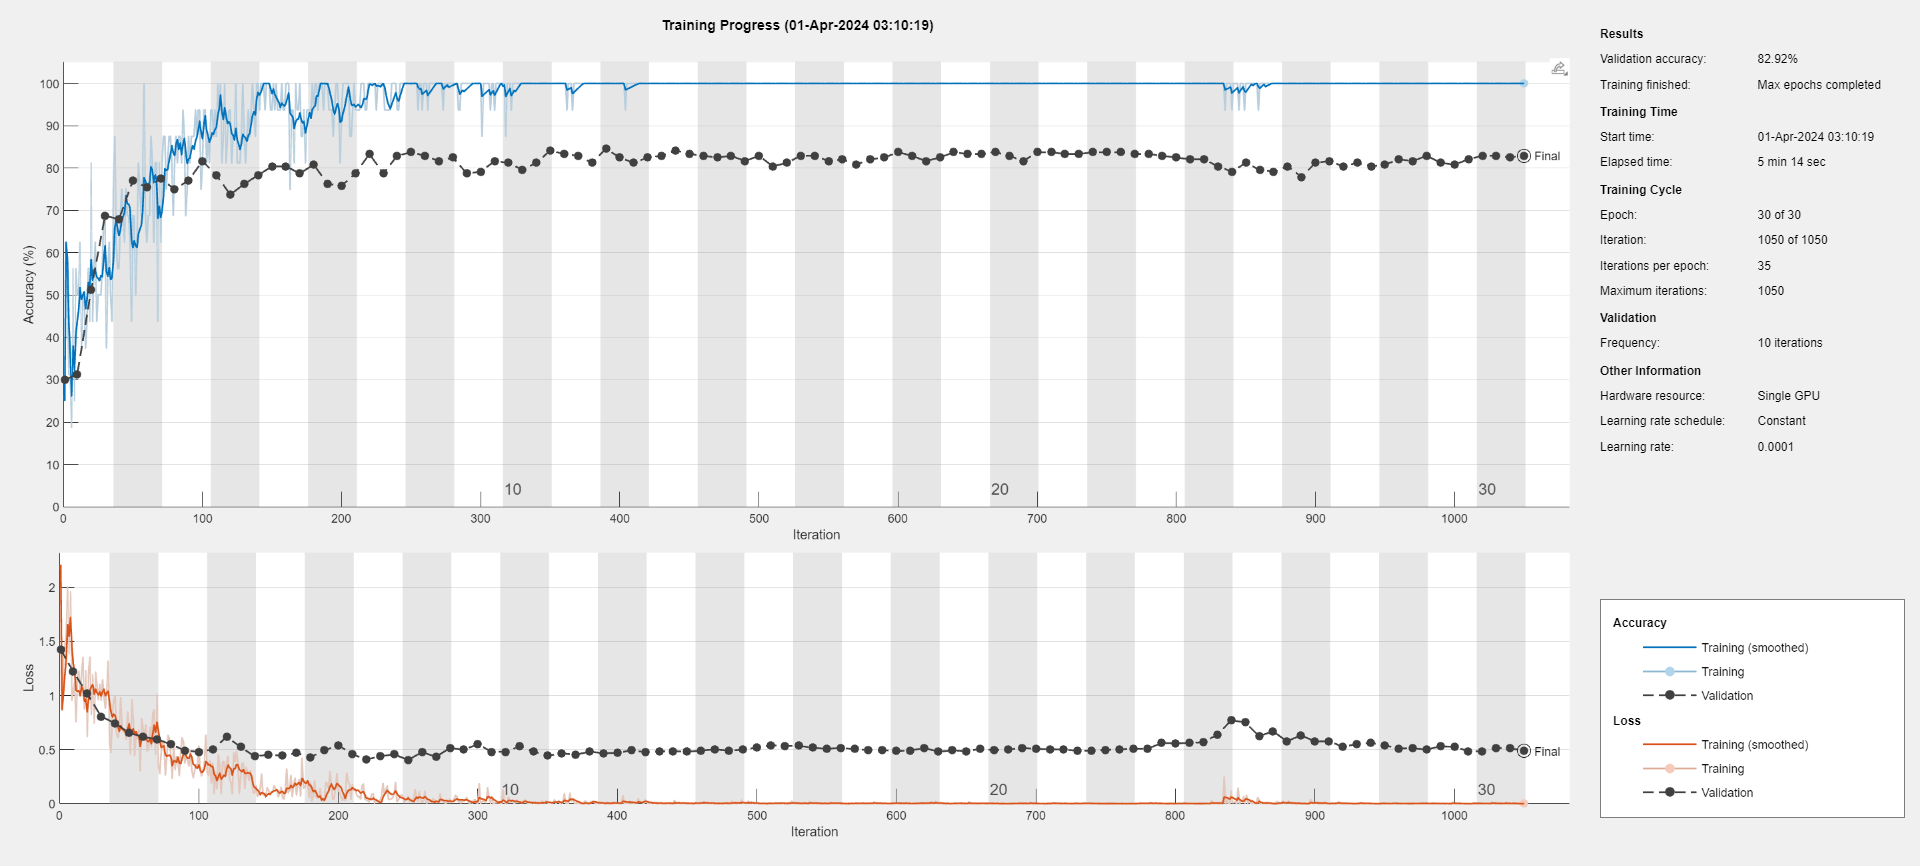 Training Progress (01-Apr-2024 03:10:19)
100
90
80
70
60
50
40
30
20
10
0
Accuracy (%)
Final
10
20
30
0
100
200
300
400
500
600
700
800
900
1000
Iteration
2
1.5
1
0.5
0
Loss
Final
10
20
30
0
100
200
300
400
500
600
700
800
900
1000
Iteration
Results
Validation accuracy: 82.92%
Training finished: Max epochs completed
Training Time
Start time: 01-Apr-2024 03:10:19
Elapsed time: 5 min 14 sec
Training Cycle
Epoch: 30 of 30
Iteration: 1050 of 1050
Iterations per epoch: 35
Maximum iterations: 1050
Validation
Frequency: 10 iterations
Other Information
Hardware resource: Single GPU
Learning rate schedule: Constant
Learning rate: 0.0001
Accuracy
Training (smoothed)
Training
Validation
Loss
Training (smoothed)
Training
Validation